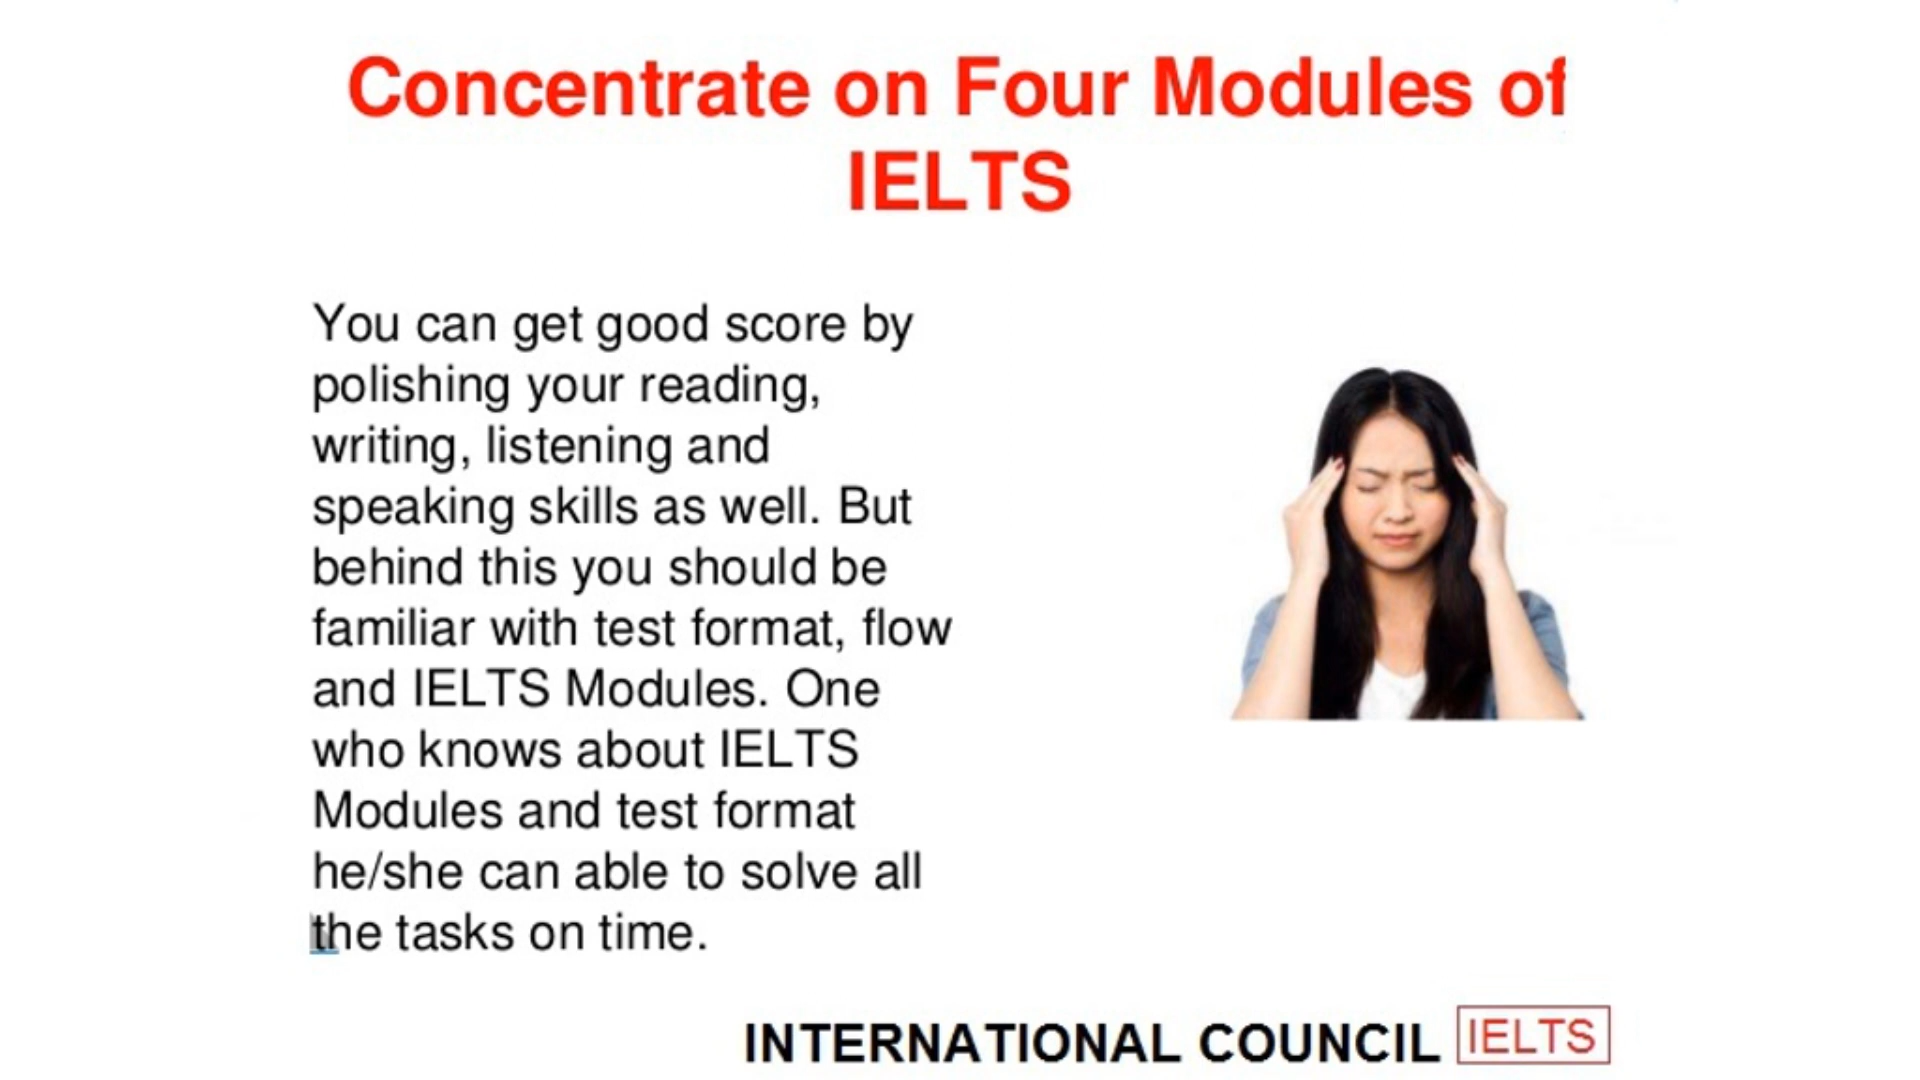 Concentrate on Four Modules of
IELTS
You can get good score by
polishing your reading,
writing, listening and
speaking skills as well. But
behind this you should be
familiar with test format, flow
and IELTS Modules. One
who knows about IELTS
Modules and test format
he/she can able to solve all
the tasks on time.
INTERNATIONAL COUNCIL IELTS